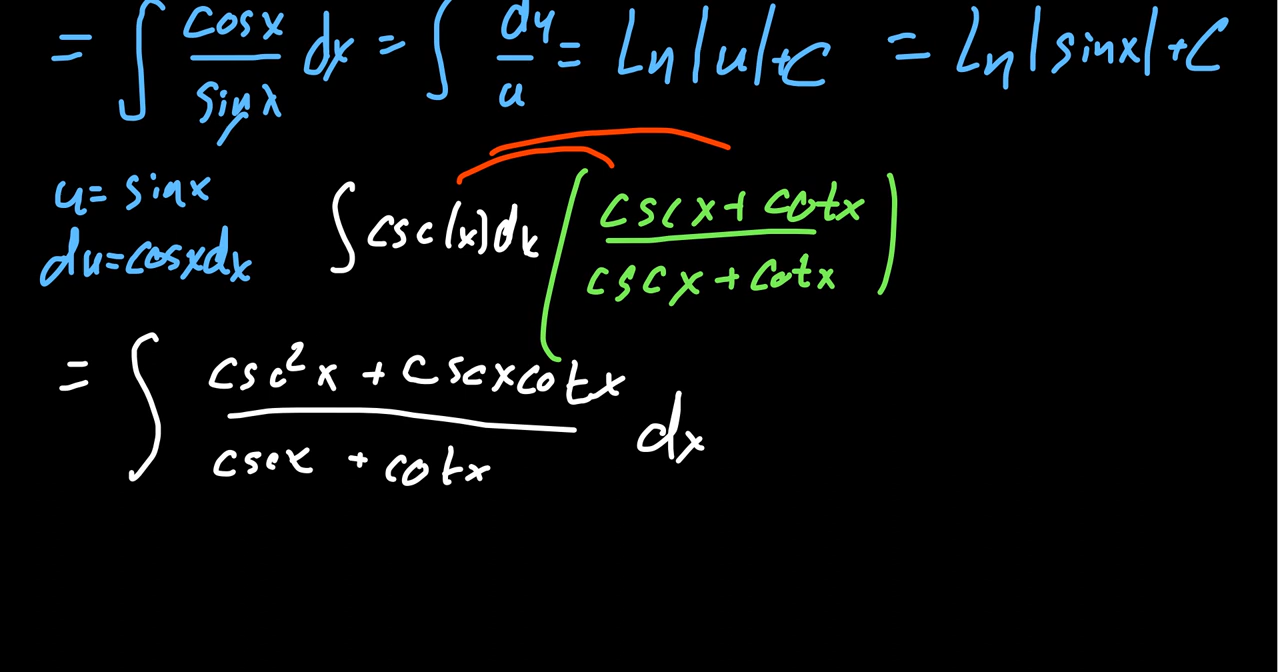 = ∫ cosx/sinx dx = ∫ du/u = Ln|u|+C = Ln|sinx|+C
u= sinx
du=cosxdx
∫csc(x)dx (cscx+cotx/cscx+cotx)
= ∫ csc²x + cscxcotx/cscx + cotx dx